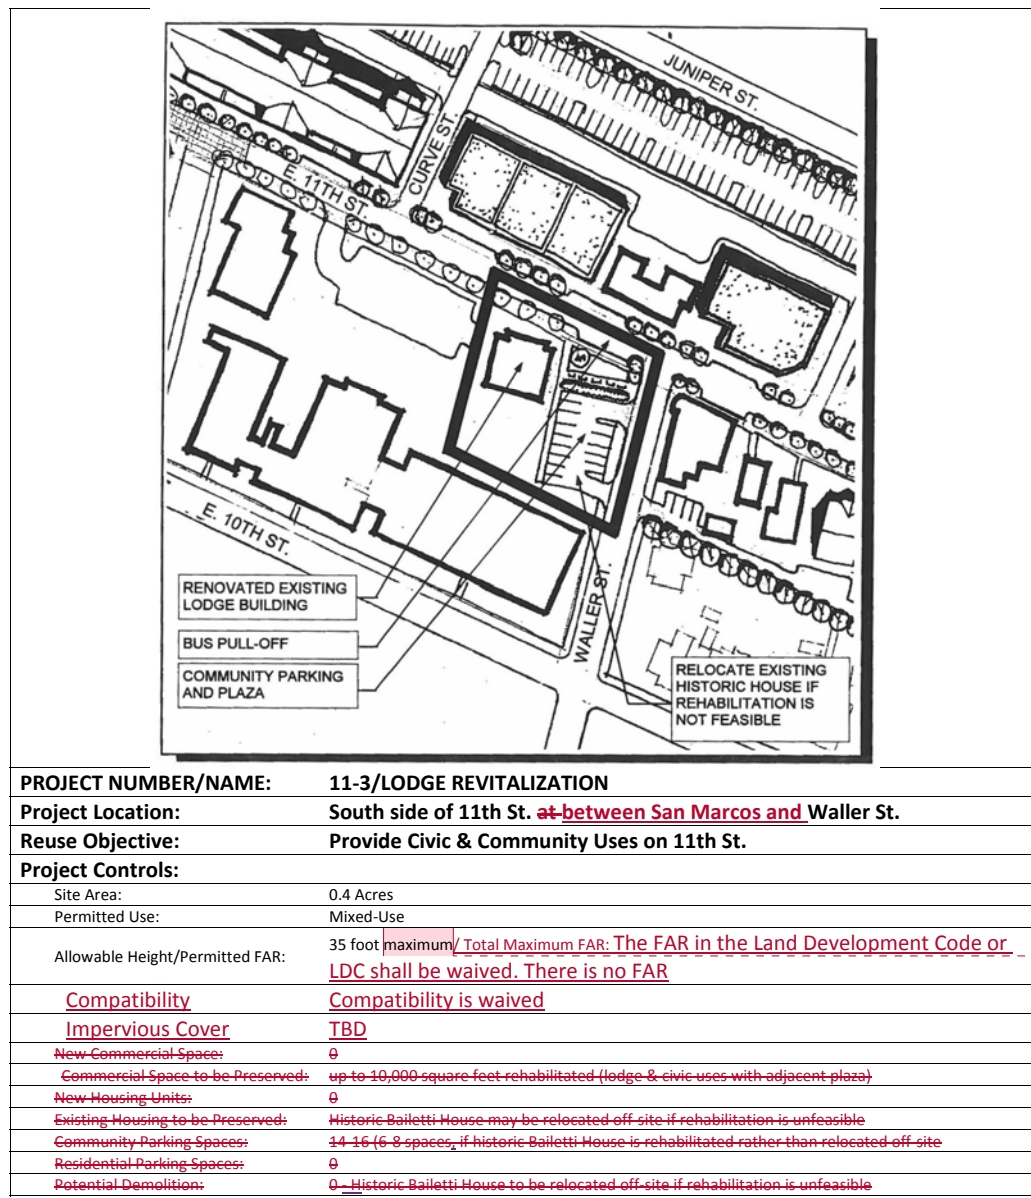 JUNIPER ST.
CURVE ST.
E. 11TH ST.
E. 10TH ST.
WALLER ST.
RENOVATED EXISTING
LODGE BUILDING
BUS PULL-OFF
COMMUNITY PARKING
AND PLAZA
RELOCATE EXISTING
HISTORIC HOUSE IF
REHABILITATION IS
NOT FEASIBLE
PROJECT NUMBER/NAME: 11-3/LODGE REVITALIZATION
Project Location: South side of 11th St. at between San Marcos and Waller St.
Reuse Objective: Provide Civic & Community Uses on 11th St.
Project Controls:
Site Area: 0.4 Acres
Permitted Use: Mixed-Use
Allowable Height/Permitted FAR: 35 foot maximum/ Total Maximum FAR: The FAR in the Land Development Code or
LDC shall be waived. There is no FAR
Compatibility Compatibility is waived
Impervious Cover TBD
New Commercial Space: 0
Commercial Space to be Preserved: up to 10,000 square feet rehabilitated (lodge & civic uses with adjacent plaza)
New Housing Units: 0
Existing Housing to be Preserved: Historic Bailetti House may be relocated off-site if rehabilitation is unfeasible
Community Parking Spaces: 14-16 (6-8 spaces, if historic Bailetti House is rehabilitated rather than relocated off-site
Residential Parking Spaces: 0
Potential Demolition: 0 - Historic Bailetti House to be relocated off-site if rehabilitation is unfeasible